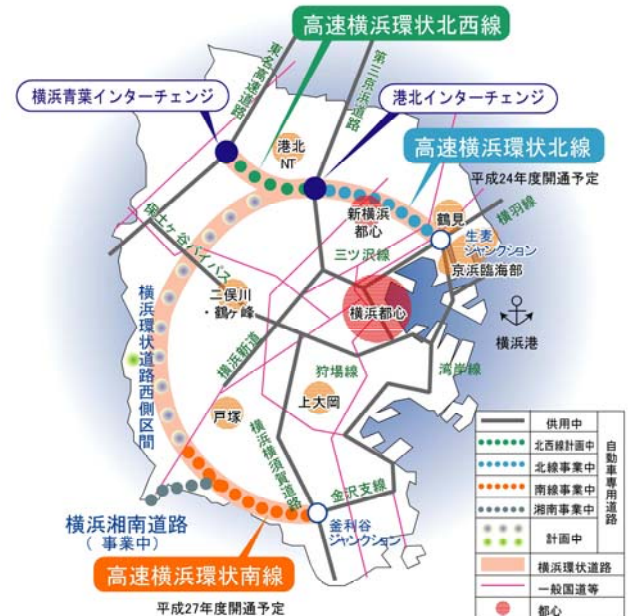 高速横浜環状北西線
東名高速道路
第三京浜道路
横浜青葉インターチェンジ
港北インターチェンジ
高速横浜環状北線
平成24年度開通予定
港北
NT
新横浜
都心
鶴見
横羽線
生麦
ジャンクション
京浜臨海部
保土ヶ谷バイパス
三ツ沢線
二俣川
・鶴ヶ峰
横浜都心
横浜港
横浜環状道路西側区間
横浜新道
狩場線
湾岸線
上大岡
戸塚
横浜横須賀道路
金沢支線
釜利谷
ジャンクション
横浜湘南道路
(事業中)
高速横浜環状南線
平成27年度開通予定
供用中
北西線計画中
北線事業中
南線事業中
湘南事業中
計画中
自動車専用道路
横浜環状道路
一般国道等
都心